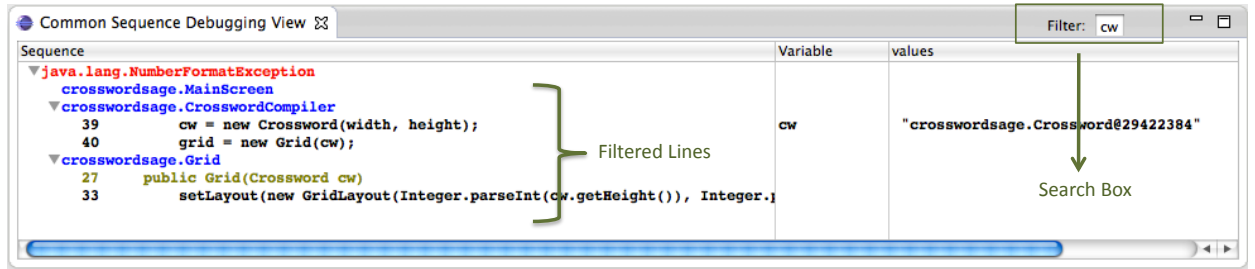 Common Sequence Debugging View
Filter: cw
Sequence Variable values
java.lang.NumberFormatException
crosswordsage.MainScreen
crosswordsage.CrosswordCompiler
39 cw = new Crossword(width, height); cw "crosswordsage.Crossword@29422384"
40 grid = new Grid(cw);
Filtered Lines
crosswordsage.Grid
27 public Grid(Crossword cw)
33 setLayout(new GridLayout(Integer.parseInt(cw.getHeight()), Integer.p
Search Box